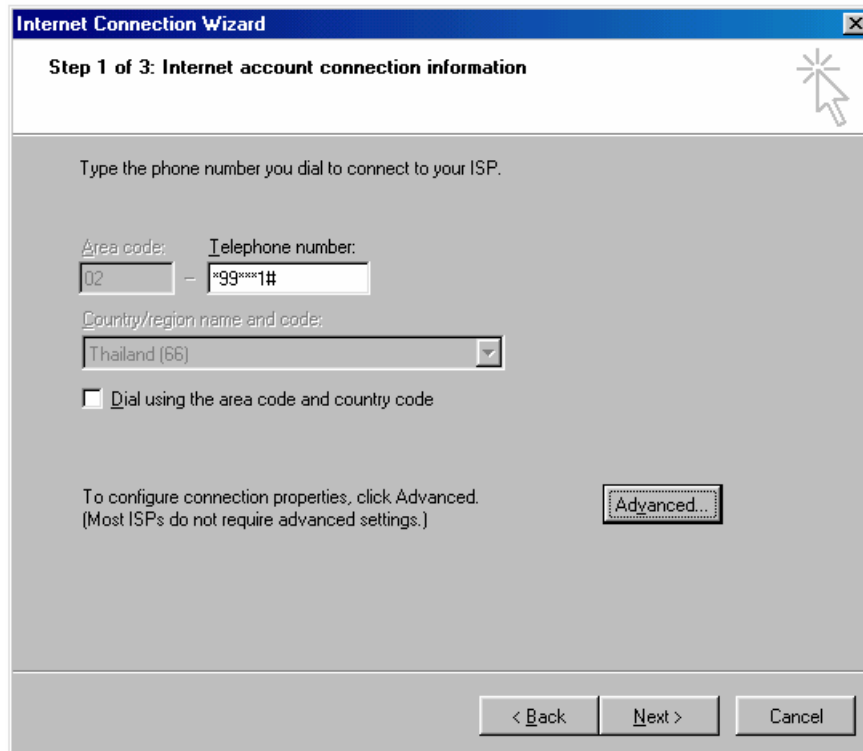 Internet Connection Wizard
Step 1 of 3: Internet account connection information
Type the phone number you dial to connect to your ISP.
Area code: Telephone number:
02 – *99***1#
Country/region name and code:
Thailand (66)
Dial using the area code and country code
To configure connection properties, click Advanced.
(Most ISPs do not require advanced settings.)
Advanced...
< Back Next > Cancel